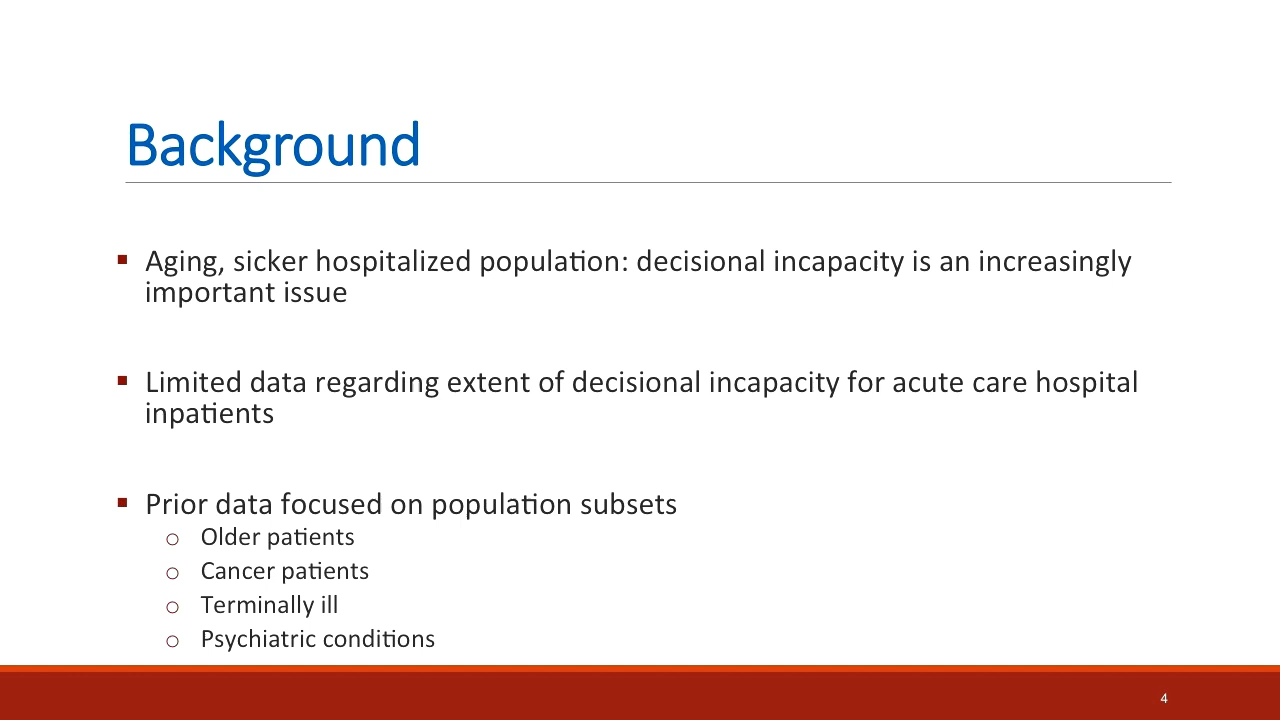 Background
▪ Aging, sicker hospitalized population: decisional incapacity is an increasingly
important issue
▪ Limited data regarding extent of decisional incapacity for acute care hospital
inpatients
▪ Prior data focused on population subsets
o Older patients
o Cancer patients
o Terminally ill
o Psychiatric conditions
4